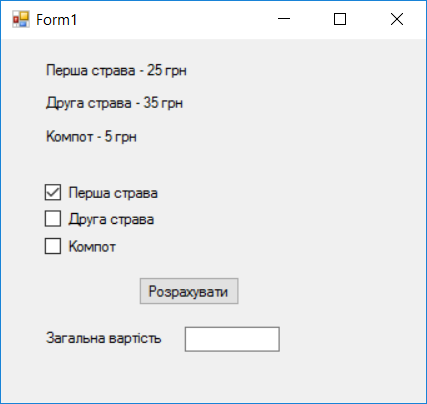 Form1
Перша страва - 25 грн
Друга страва - 35 грн
Компот - 5 грн
Перша страва
Друга страва
Компот
Розрахувати
Загальна вартість